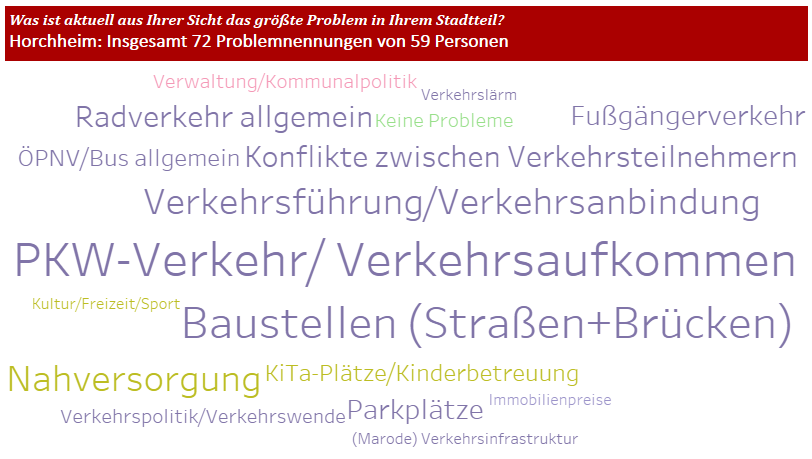 Was ist aktuell aus Ihrer Sicht das größte Problem in Ihrem Stadtteil?
Horchheim: Insgesamt 72 Problemnennungen von 59 Personen
Verwaltung/Kommunalpolitik
Verkehrslärm
Radverkehr allgemein Keine Probleme Fußgängerverkehr
ÖPNV/Bus allgemein Konflikte zwischen Verkehrsteilnehmern
Verkehrsführung/Verkehrsanbindung
PKW-Verkehr/ Verkehrsaufkommen
Kultur/Freizeit/Sport
Baustellen (Straßen+Brücken)
Nahversorgung KiTa-Plätze/Kinderbetreuung
Verkehrspolitik/Verkehrswende Parkplätze Immobilienpreise
(Marode) Verkehrsinfrastruktur